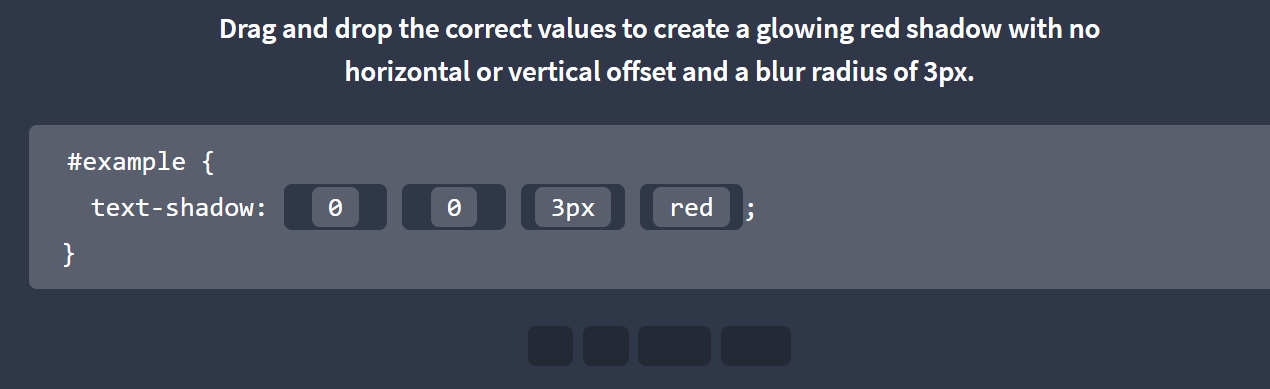 Drag and drop the correct values to create a glowing red shadow with no
horizontal or vertical offset and a blur radius of 3px.
#example {
text-shadow: 0 0 3px red ;
}